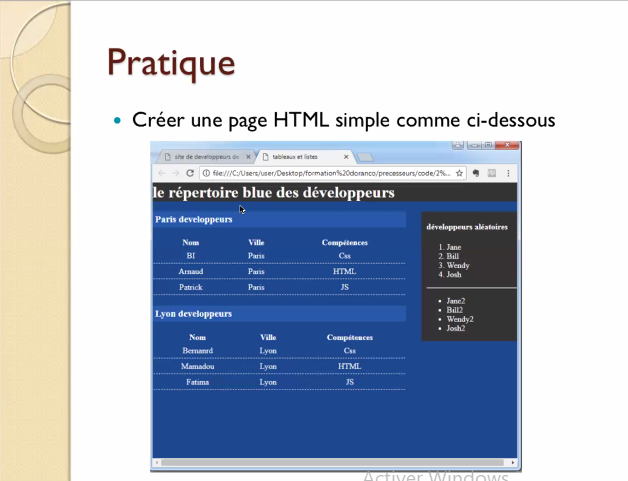 Pratique
• Créer une page HTML simple comme ci-dessous
site de developpeurs de
tableaux et listes
file:///C:/Users/user/Desktop/formation%20doranco/precesseurs/code/2%...
le répertoire blue des développeurs
Paris developpeurs
Nom Ville Compétences
BI Paris Css
Arnaud Paris HTML
Patrick Paris JS
Lyon developpeurs
Nom Ville Compétences
Bernanrd Lyon Css
Mamadou Lyon HTML
Fatima Lyon JS
développeurs aléatoires
1. Jane
2. Bill
3. Wendy
4. Josh
• Jane2
• Bill2
• Wendy2
• Josh2
Activer Windows